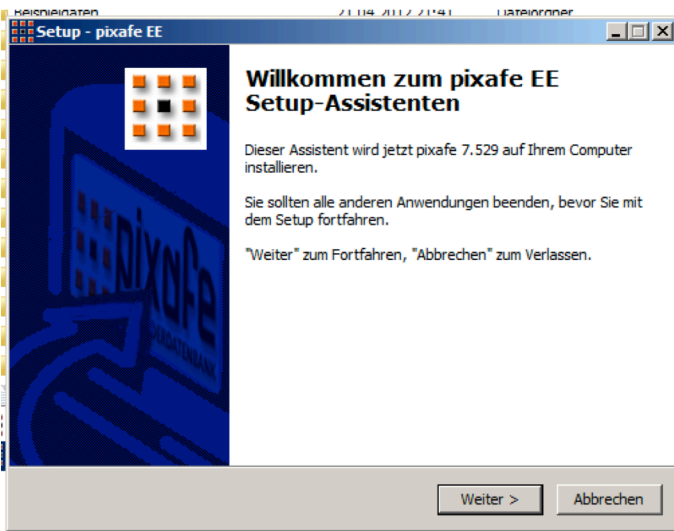 Beispieldaten 21.04.2012 21:41 Dateiordner
Setup - pixafe EE
Willkommen zum pixafe EE
Setup-Assistenten
Dieser Assistent wird jetzt pixafe 7.529 auf Ihrem Computer
installieren.
Sie sollten alle anderen Anwendungen beenden, bevor Sie mit
dem Setup fortfahren.
"Weiter" zum Fortfahren, "Abbrechen" zum Verlassen.
pixafe
DERDATENBANK
Weiter >
Abbrechen